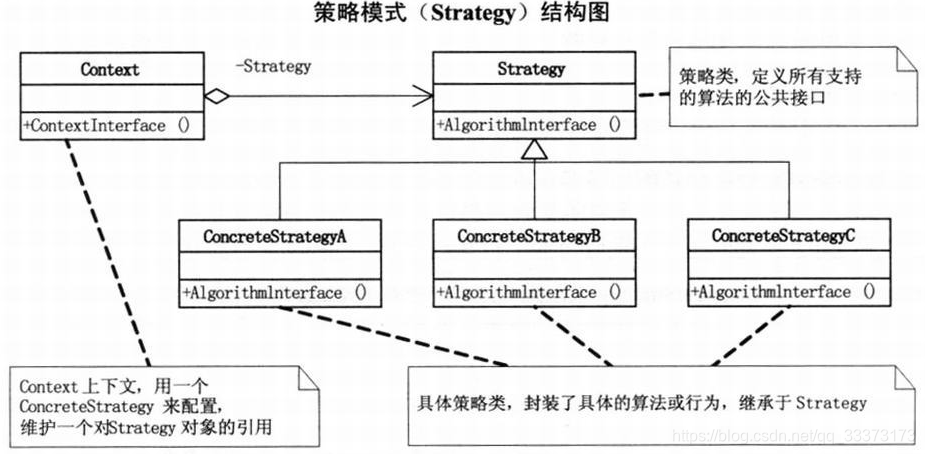 策略模式（Strategy）结构图
Context
-Strategy
Strategy
策略类，定义所有支持
的算法的公共接口
+ContextInterface ()
+AlgorithmInterface ()
ConcreteStrategyA
ConcreteStrategyB
ConcreteStrategyC
+AlgorithmInterface ()
+AlgorithmInterface ()
+AlgorithmInterface ()
Context 上下文，用一个
ConcreteStrategy 来配置，
维护一个对Strategy 对象的引用
具体策略类，封装了具体的算法或行为，继承于 Strategy
https://blog.csdn.net/qq_33373173